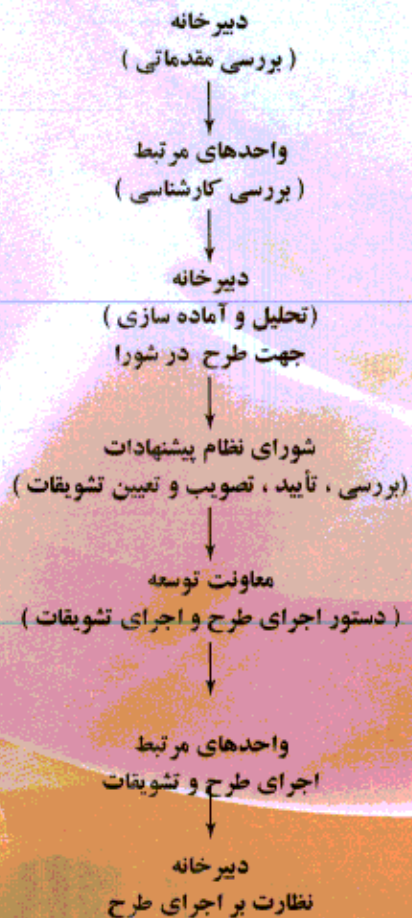 دبیرخانه
( بررسی مقدماتی )
واحدهای مرتبط
( بررسی کارشناسی )
دبیرخانه
(تحلیل و آماده سازی )
جهت طرح در شورا
شورای نظام پیشنهادات
(بررسی ، تأیید ، تصویب و تعیین تشویقات )
معاونت توسعه
( دستور اجرای طرح و اجرای تشویقات )
واحدهای مرتبط
اجرای طرح و تشویقات
دبیرخانه
نظارت بر اجرای طرح